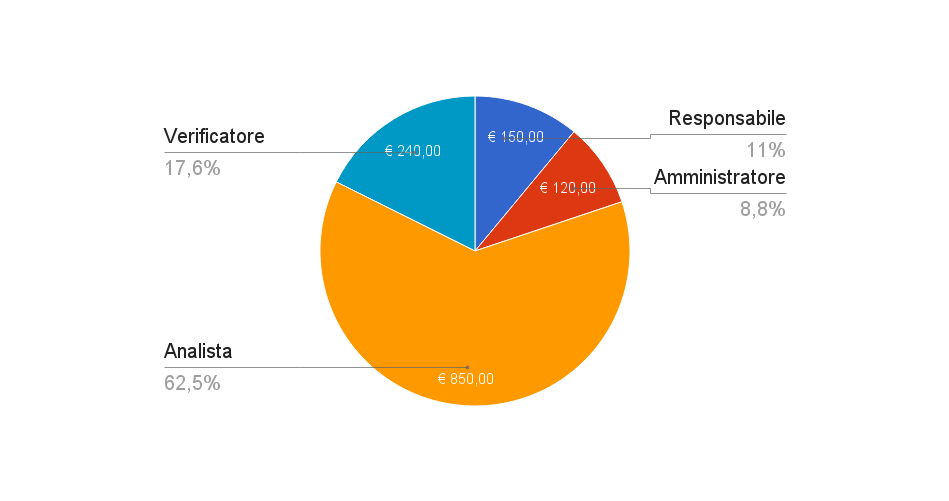 Responsabile
11%
Amministratore
8,8%
Verificatore
17,6%
Analista
62,5%
€ 150,00
€ 120,00
€ 240,00
€ 850,00